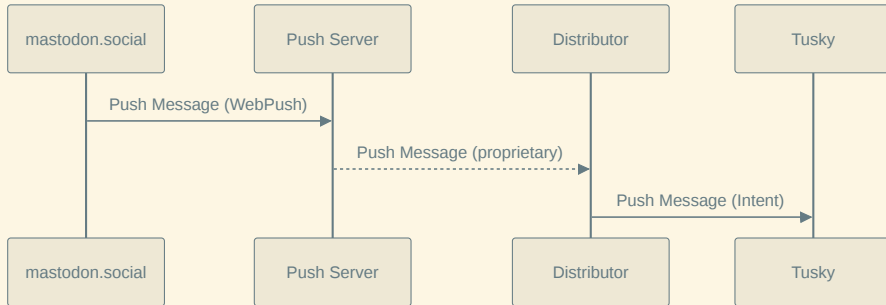 mastodon.social
Push Server
Distributor
Tusky
Push Message (WebPush)
Push Message (proprietary)
Push Message (Intent)
mastodon.social
Push Server
Distributor
Tusky